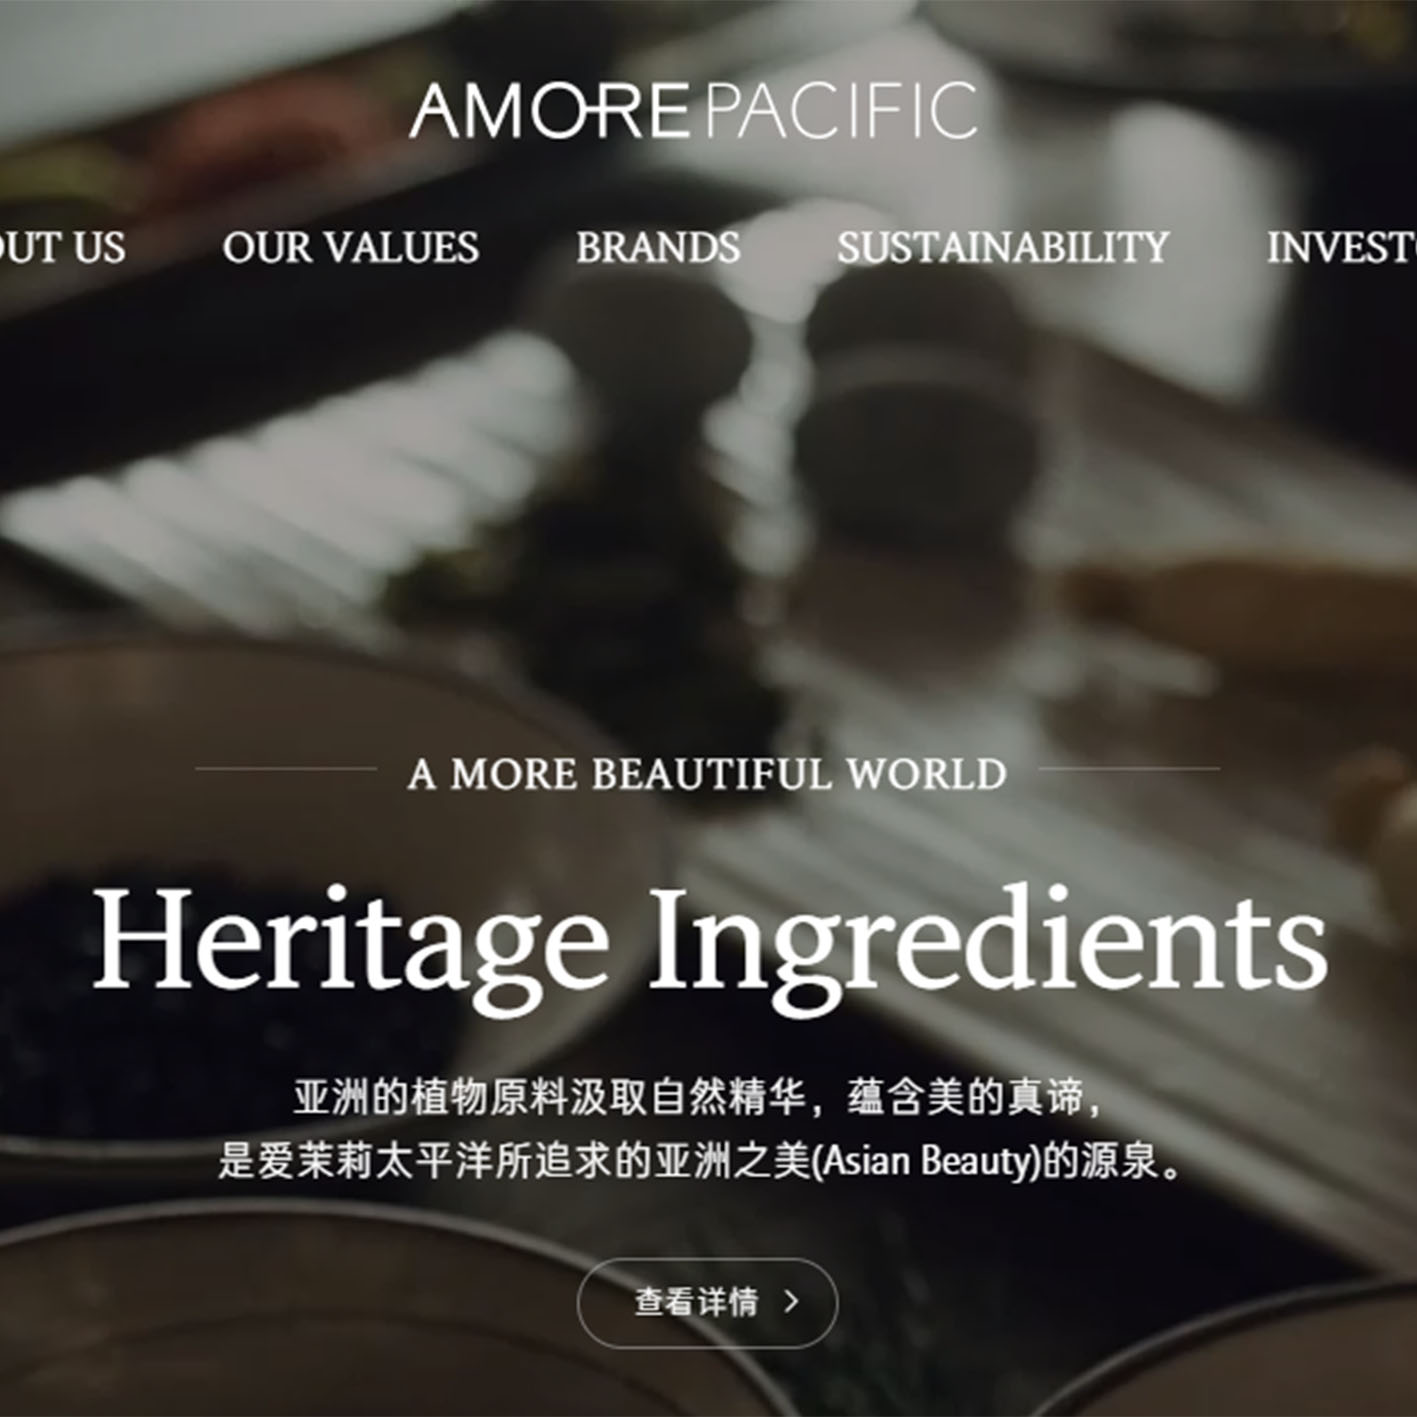 AMOREPACIFIC
OUT US OUR VALUES BRANDS SUSTAINABILITY INVEST
A MORE BEAUTIFUL WORLD
Heritage Ingredients
亚洲的植物原料汲取自然精华，蕴含美的真谛，
是爱茉莉太平洋所追求的亚洲之美(Asian Beauty)的源泉。
查看详情 >